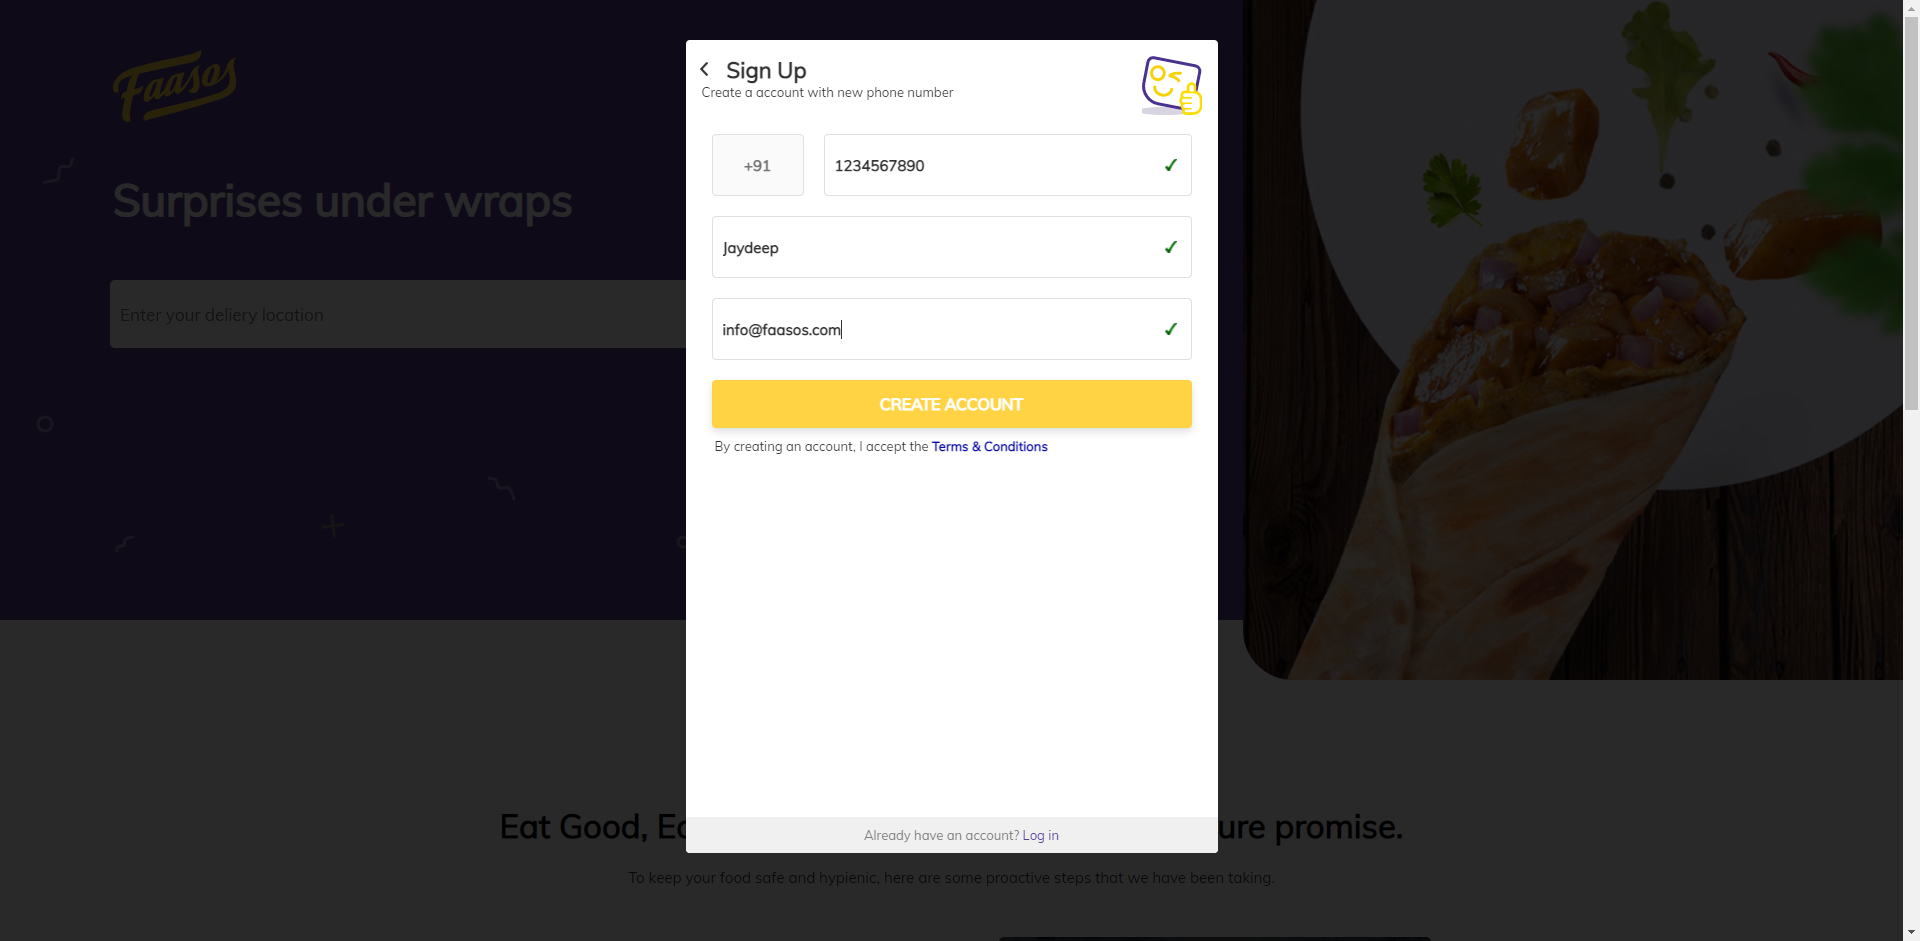 Faasos
Surprises under wraps
Enter your deliery location
Sign Up
Create a account with new phone number
+91
1234567890
✓
Jaydeep
✓
info@faasos.com
✓
CREATE ACCOUNT
By creating an account, I accept the Terms & Conditions
Already have an account? Log in
Eat Good, Ea
ure promise.
To keep your food safe and hypienic, here are some proactive steps that we have been taking.